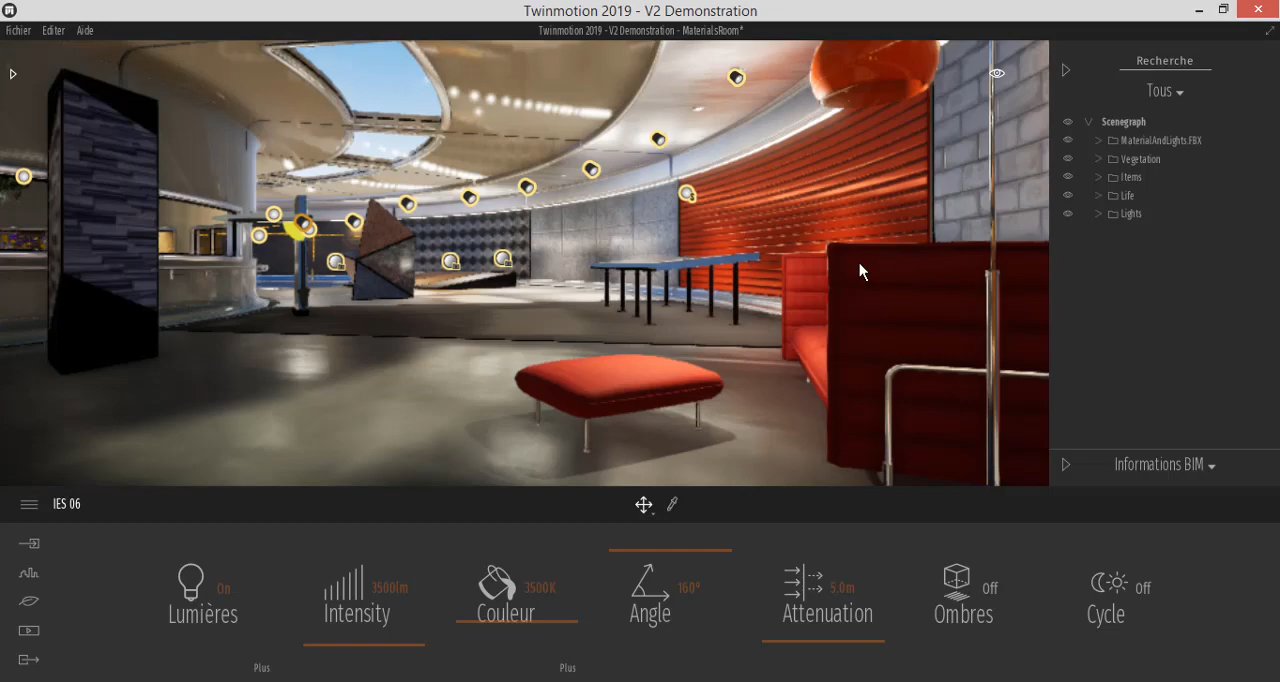 Twinmotion 2019 - V2 Demonstration
Fichier Editer Aide
Twinmotion 2019 - V2 Demonstration - MaterialsRoom*
Recherche
Tous
Scenegraph
MaterialAndLights.FBX
Vegetation
Items
Life
Lights
Informations BIM
IES 06
On
Lumières
3500lm
Intensity
3500K
Couleur
160°
Angle
5.0m
Attenuation
Off
Ombres
Off
Cycle
Plus
Plus